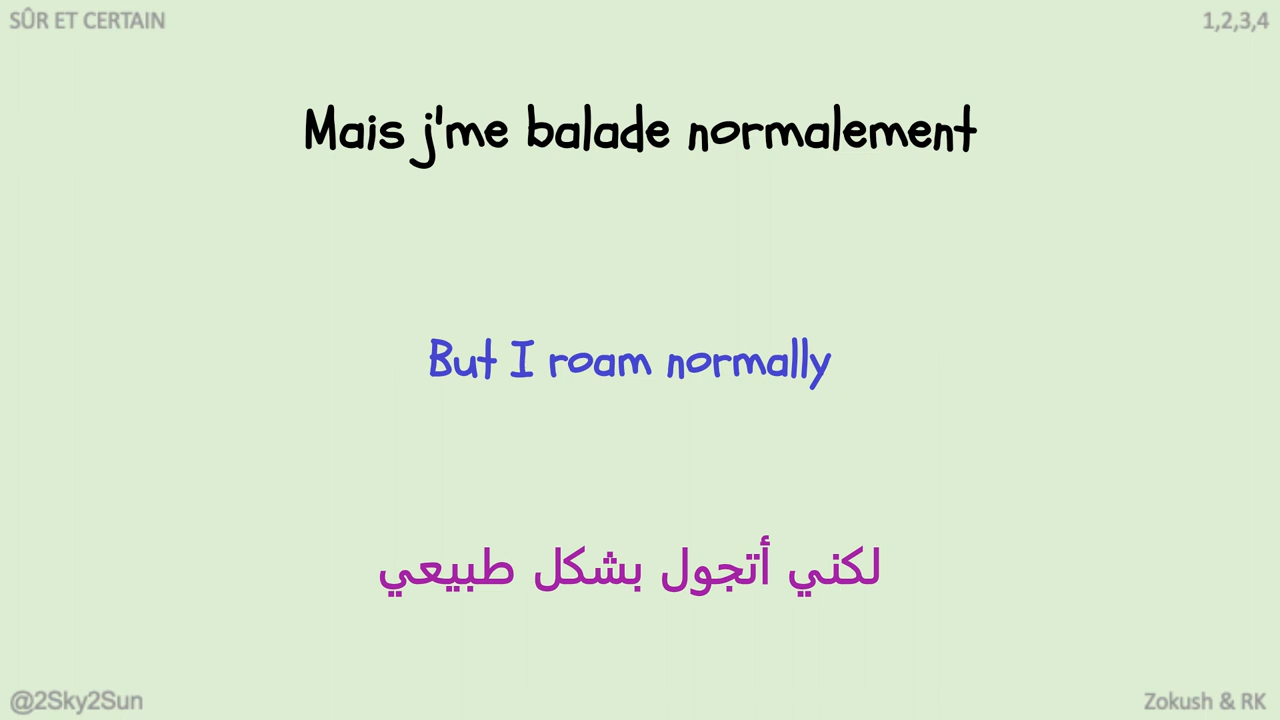 SÛR ET CERTAIN
1,2,3,4
Mais j'me balade normalement
But I roam normally
لكني أتجول بشكل طبيعي
@2Sky2Sun
Zokush & RK